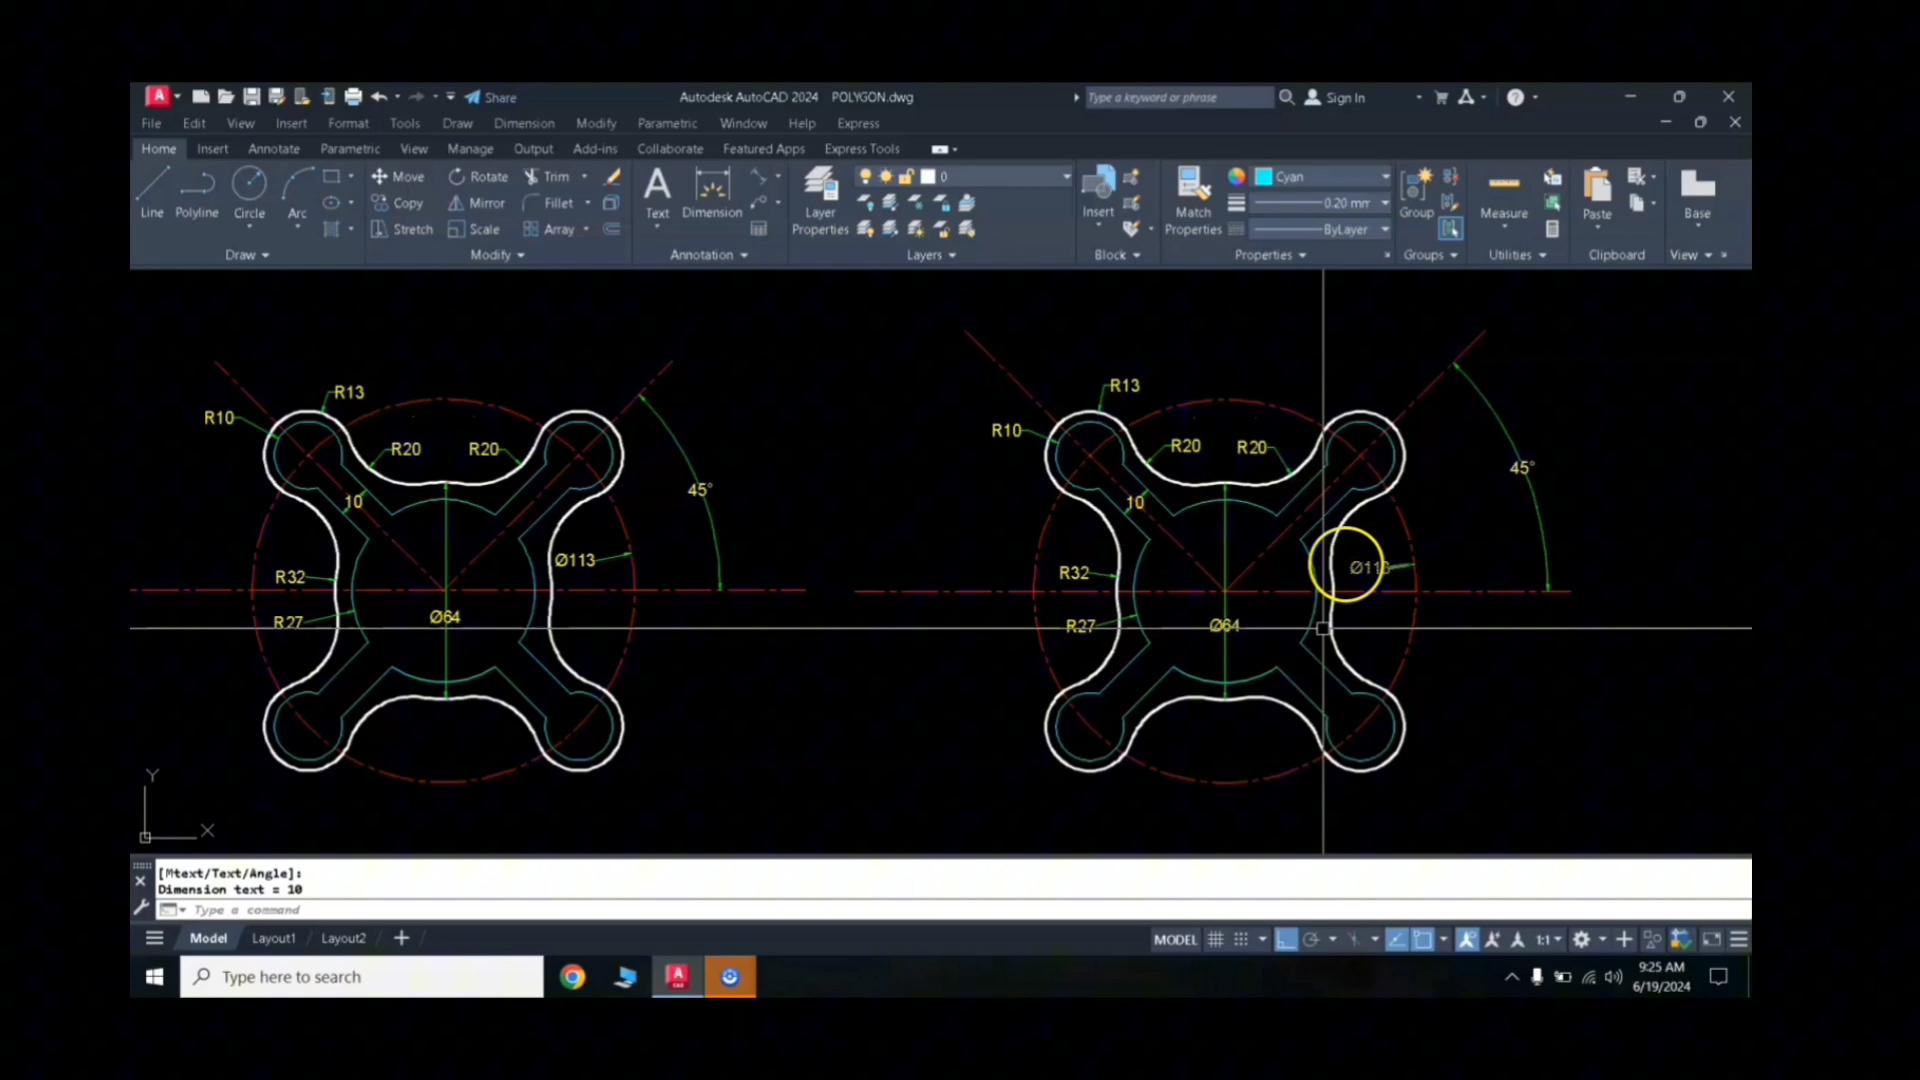 Share
Autodesk AutoCAD 2024 POLYGON.dwg
Type a keyword or phrase
Sign In
File Edit View Insert Format Tools Draw Dimension Modify Parametric Window Help Express
Home Insert Annotate Parametric View Manage Output Add-ins Collaborate Featured Apps Express Tools
Line Polyline Circle Arc
Move Rotate Trim
Copy Mirror Fillet
Stretch Scale Array
Text Dimension
Layer Properties
0
Insert
Match Properties
Cyan
0.20 mm
ByLayer
Group
Measure
Paste
Base
Draw Modify Annotation Layers Block Properties Groups Utilities Clipboard View
R13
R10
R20 R20
10
45°
Ø113
R32
R27
Ø64
R13
R10
R20 R20
10
45°
R32
R27
Ø64
Y
X
[Mtext/Text/Angle]:
Dimension text = 10
Type a command
Model Layout1 Layout2
MODEL
1:1
Type here to search
9:25 AM
6/19/2024